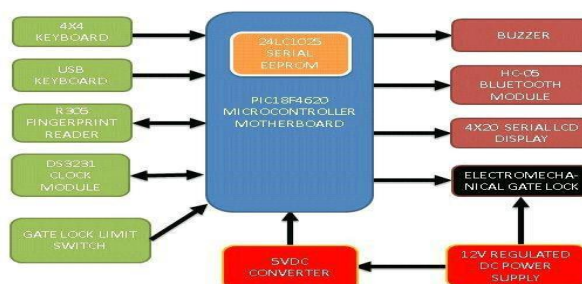 4X4
KEYBOARD
USB
KEYBOARD
R305
FINGERPRINT
READER
DS3231
CLOCK
MODULE
GATE LOCK LIMIT
SWITCH
24LC1025
SERIAL
EEPROM
PIC18F4620
MICROCONTROLLER
MOTHERBOARD
BUZZER
HC-05
BLUETOOTH
MODULE
4X20 SERIAL LCD
DISPLAY
ELECTROMECHA-
NICAL GATE LOCK
5VDC
CONVERTER
12V REGULATED
DC POWER
SUPPLY